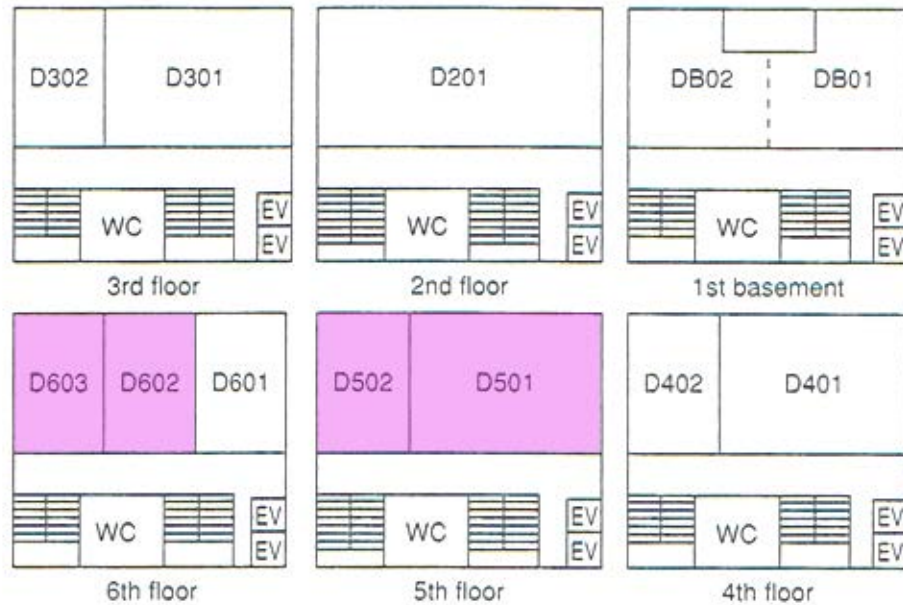 D302 D301 D201 DB02 DB01
WC EV WC EV WC EV
EV EV EV
3rd floor 2nd floor 1st basement
D603 D602 D601 D502 D501 D402 D401
WC EV WC EV WC EV
EV EV EV
6th floor 5th floor 4th floor